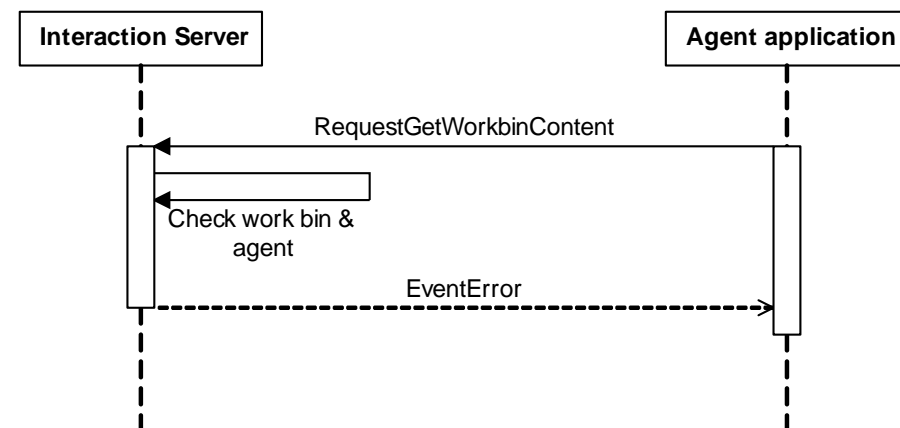 Interaction Server
Agent application
RequestGetWorkbinContent
Check work bin &
agent
EventError